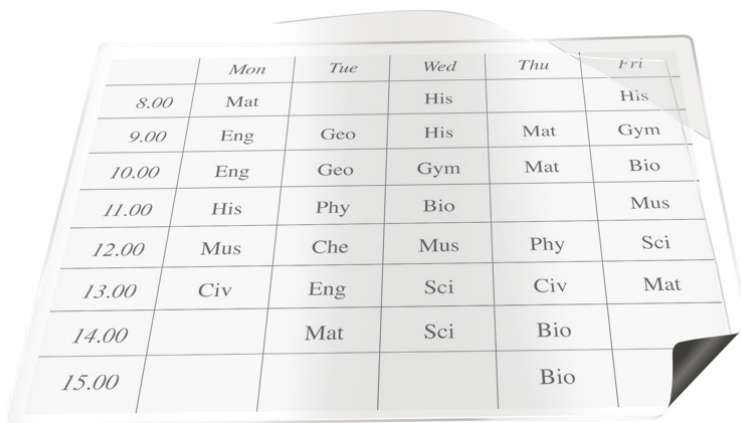 Mon Tue Wed Thu Fri
8.00 Mat His His
9.00 Eng Geo His Mat Gym
10.00 Eng Geo Gym Mat Bio
11.00 His Phy Bio Mus
12.00 Mus Che Mus Phy Sci
13.00 Civ Eng Sci Civ Mat
14.00 Mat Sci Bio
15.00 Bio